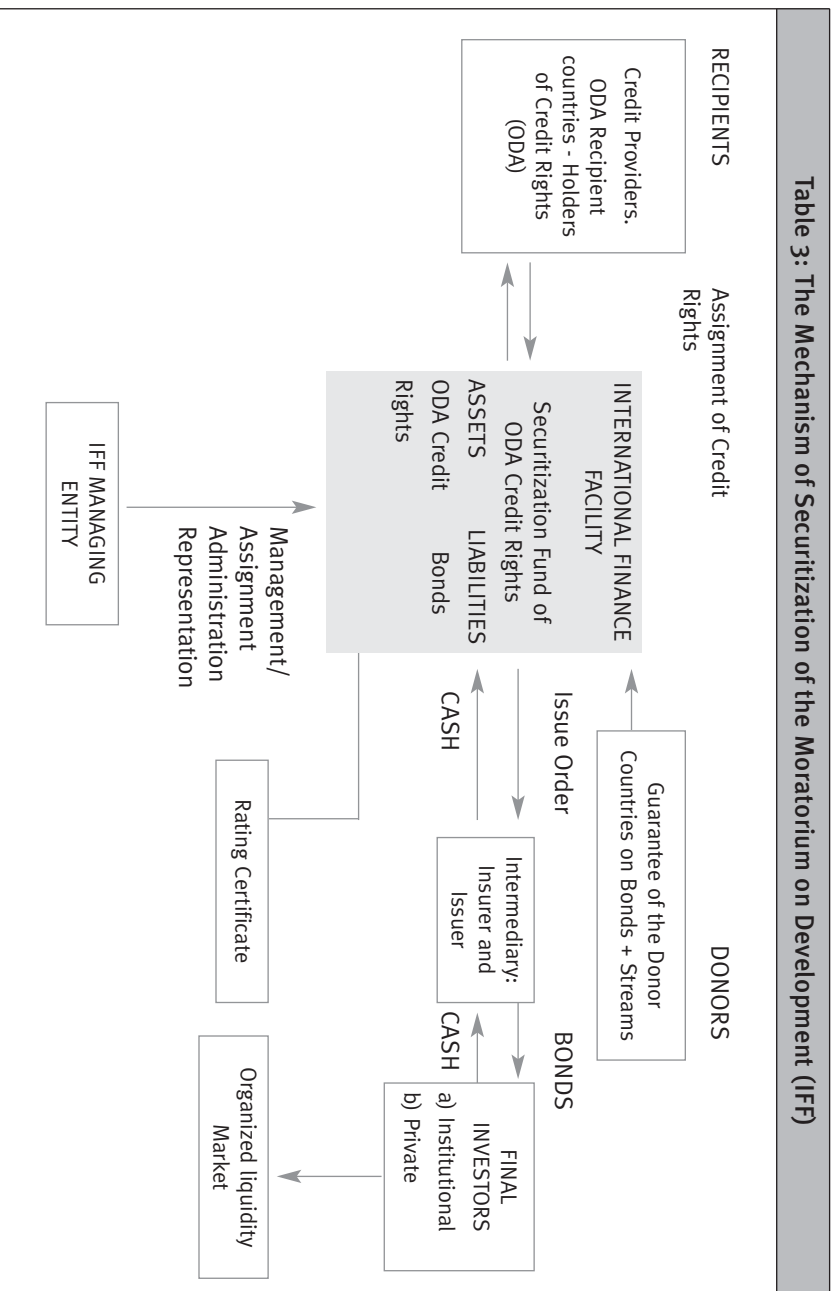 Table 3: The Mechanism of Securitization of the Moratorium on Development (IFF)
RECIPIENTS
Assignment of Credit
Rights
DONORS
Credit Providers.
ODA Recipient
countries - Holders
of Credit Rights
(ODA)
INTERNATIONAL FINANCE
FACILITY
Securitization Fund of
ODA Credit Rights
ASSETS LIABILITIES
ODA Credit Bonds
Rights
Guarantee of the Donor
Countries on Bonds + Streams
Issue Order
CASH
Intermediary:
Insurer and
Issuer
BONDS
CASH
FINAL
INVESTORS
a) Institutional
b) Private
Management/
Assignment
Administration
Representation
IFF MANAGING
ENTITY
Rating Certificate
Organized liquidity
Market